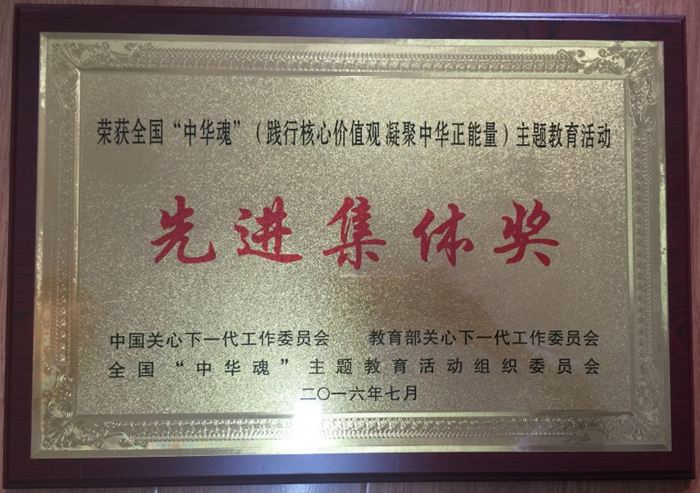 荣获全国“中华魂”（践行核心价值观 凝聚中华正能量）主题教育活动
先进集体奖
中国关心下一代工作委员会 教育部关心下一代工作委员会
全国“中华魂”主题教育活动组织委员会
二〇一六年七月